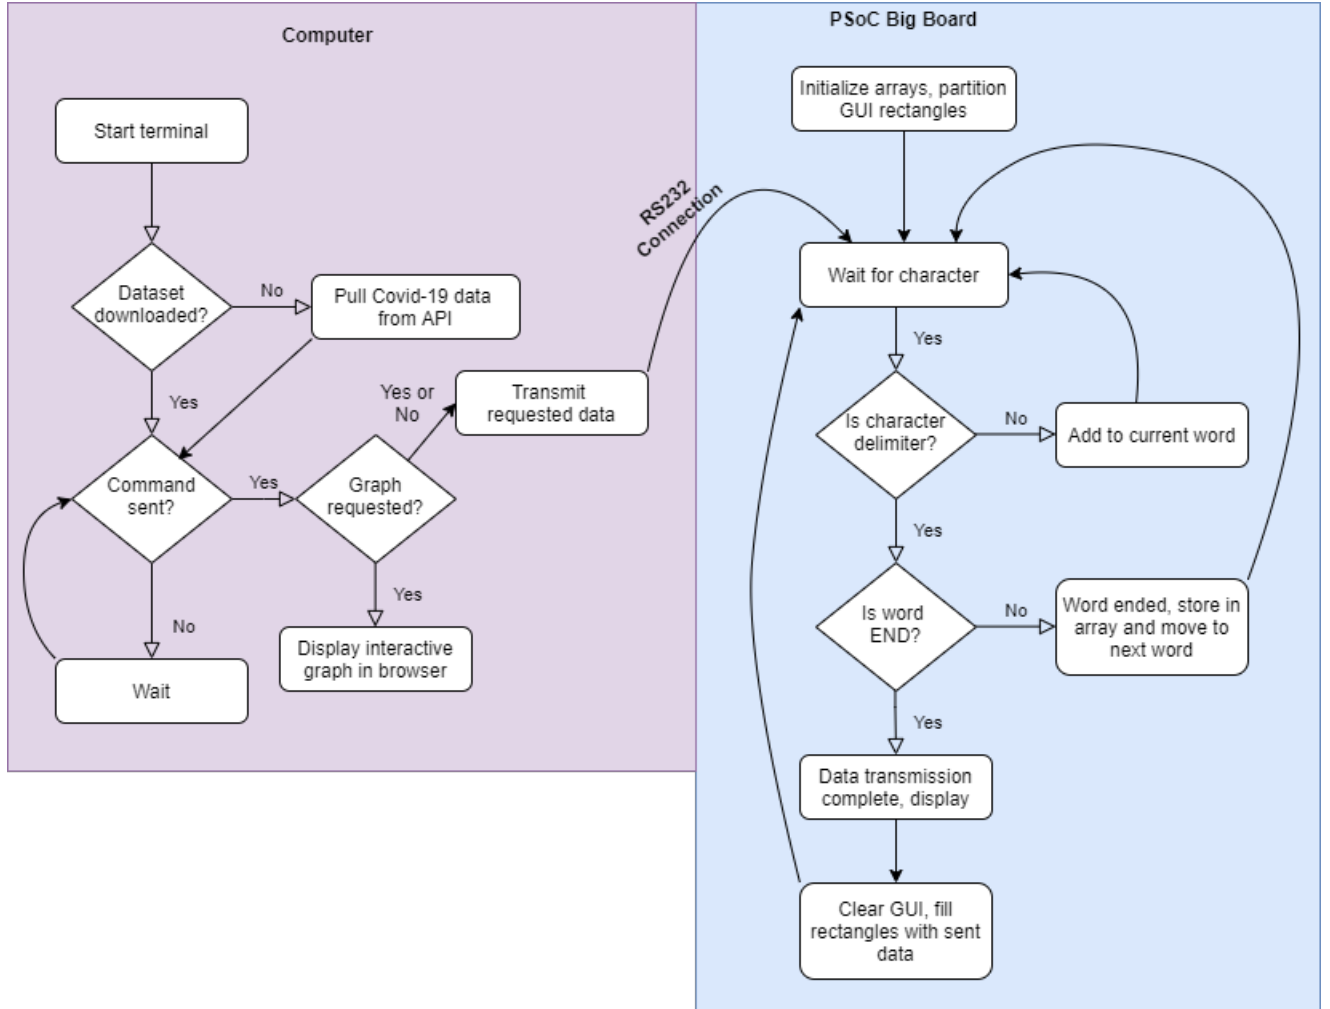 Computer
Start terminal
Dataset
downloaded?
No
Pull Covid-19 data
from API
Yes
Command
sent?
Yes
Graph
requested?
Yes or
No
Transmit
requested data
No
Wait
Yes
Display interactive
graph in browser
RS232
Connection
PSoC Big Board
Initialize arrays, partition
GUI rectangles
Wait for character
Yes
Is character
delimiter?
No
Add to current word
Yes
Is word
END?
No
Word ended, store in
array and move to
next word
Yes
Data transmission
complete, display
Clear GUI, fill
rectangles with sent
data